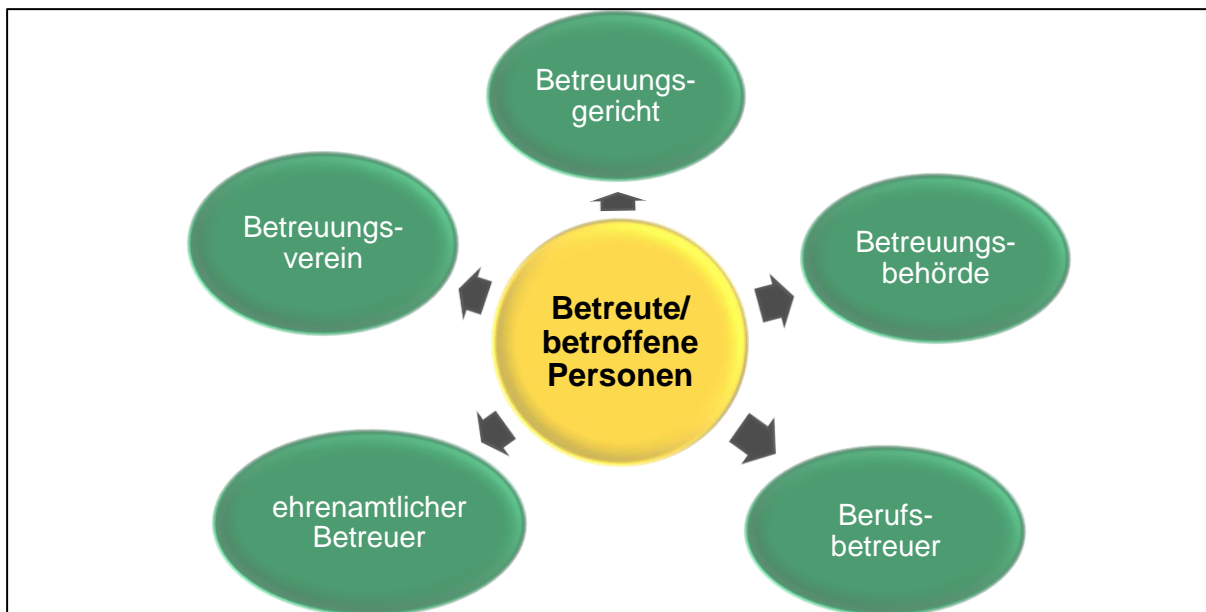 Betreuungs-
gericht
Betreuungs-
verein
Betreuungs-
behörde
Betreute/
betroffene
Personen
ehrenamtlicher
Betreuer
Berufs-
betreuer